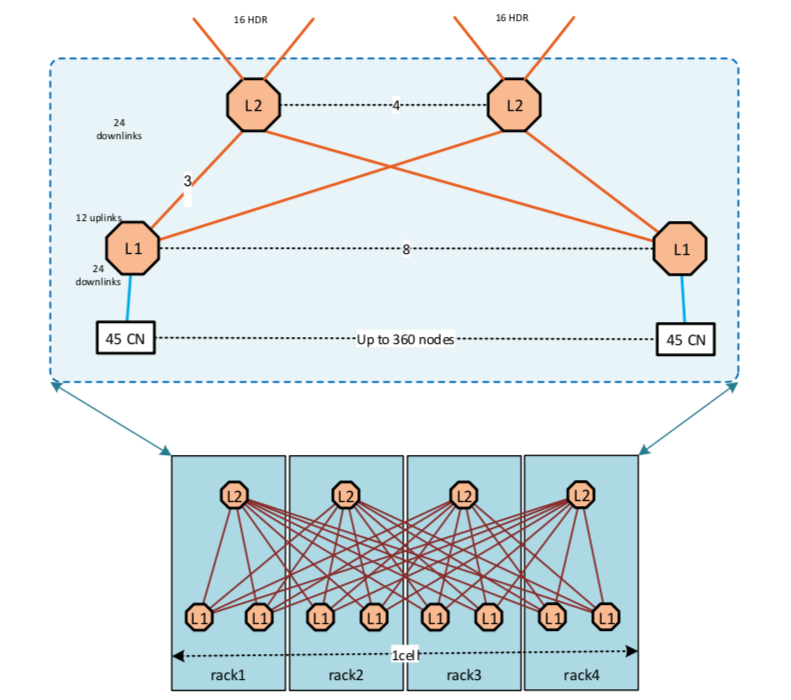 16 HDR
16 HDR
L2
4
L2
24
downlinks
3
12 uplinks
L1
8
L1
24
downlinks
45 CN
Up to 360 nodes
45 CN
L2
L2
L2
L2
L1
L1
L1
L1
L1
L1
L1
L1
1cell
rack1
rack2
rack3
rack4